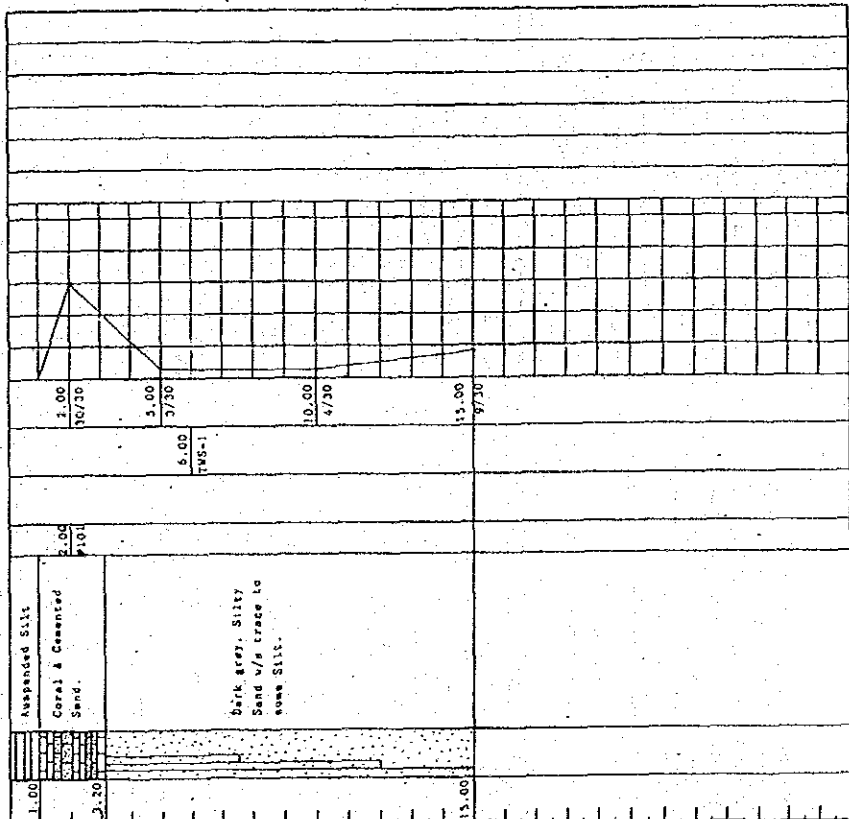 1.00
3.20
15.00
Auspended Silt
Coral & Cemented
Sand.
Dark grey, Silty
Sand w/s trace to
some Silt.
2.00
P101
6.00
TWS-1
2.00
30/30
5.00
3/30
10.00
4/30
15.00
9/30